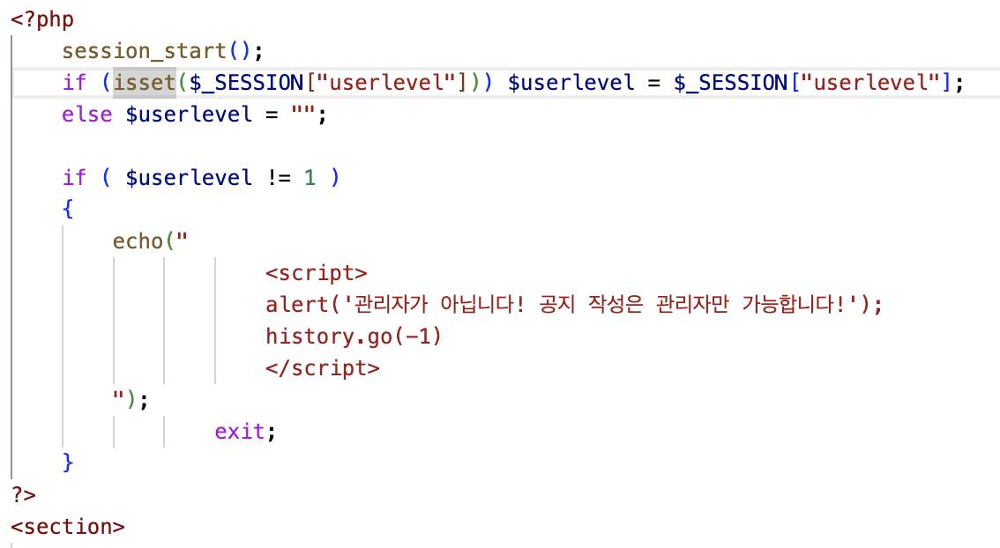 <?php
session_start();
if (isset($_SESSION["userlevel"])) $userlevel = $_SESSION["userlevel"];
else $userlevel = "";
if ( $userlevel != 1 )
{
echo("
<script>
alert('관리자가 아닙니다! 공지 작성은 관리자만 가능합니다!');
history.go(-1)
</script>
");
exit;
}
?>
<section>